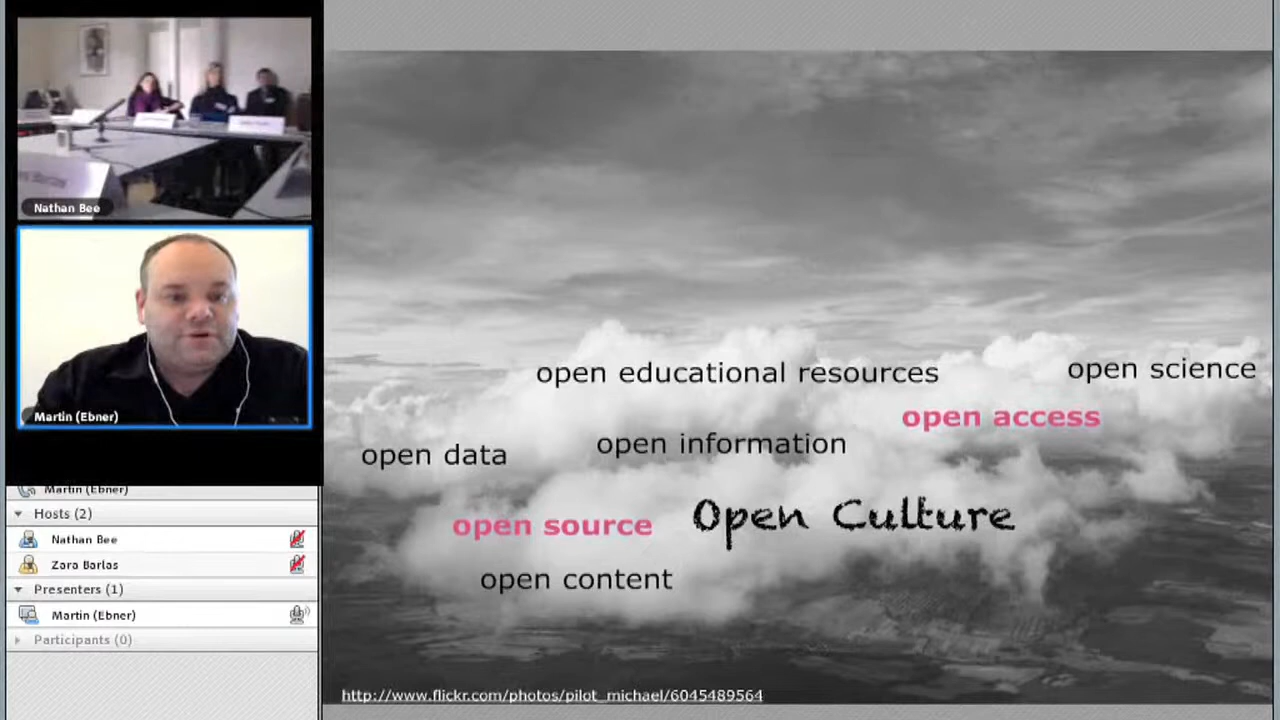 Nathan Bee
Martin (Ebner)
Martin (Ebner)
Hosts (2)
Nathan Bee
Zara Barlas
Presenters (1)
Martin (Ebner)
Participants (0)
open educational resources
open science
open access
open information
open data
Open Culture
open source
open content
http://www.flickr.com/photos/pilot_michael/6045489564